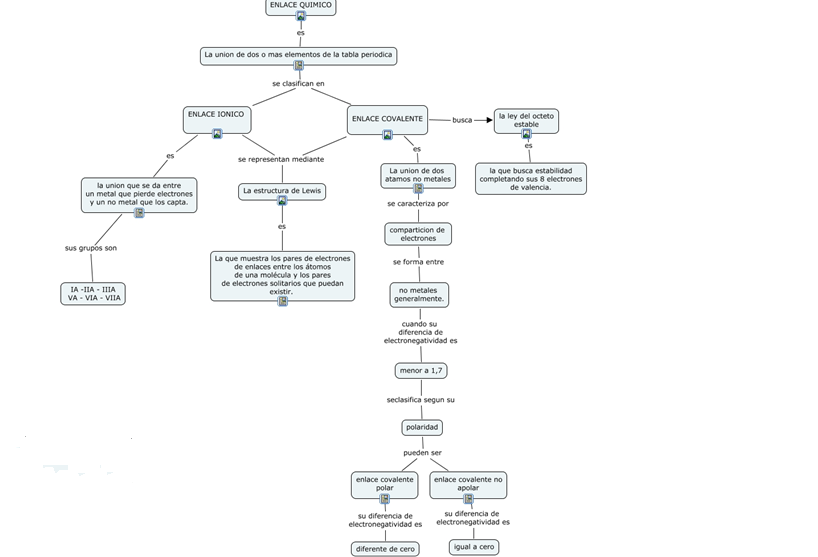 ENLACE QUIMICO
es
La union de dos o mas elementos de la tabla periodica
se clasifican en
ENLACE IONICO
ENLACE COVALENTE
busca
la ley del octeto
estable
es
la que busca estabilidad
completando sus 8 electrones
de valencia.
es
la union que se da entre
un metal que pierde electrones
y un no metal que los capta.
sus grupos son
IA -IIA - IIIA
VA - VIA - VIIA
se representan mediante
La estructura de Lewis
es
La que muestra los pares de electrones
de enlaces entre los átomos
de una molécula y los pares
de electrones solitarios que puedan
existir.
es
La union de dos
atamos no metales
se caracteriza por
comparticion de
electrones
se forma entre
no metales
generalmente.
cuando su
diferencia de
electronegatividad es
menor a 1,7
seclasifica segun su
polaridad
pueden ser
enlace covalente
polar
su diferencia de
electronegatividad es
diferente de cero
enlace covalente no
apolar
su diferencia de
electronegatividad es
igual a cero